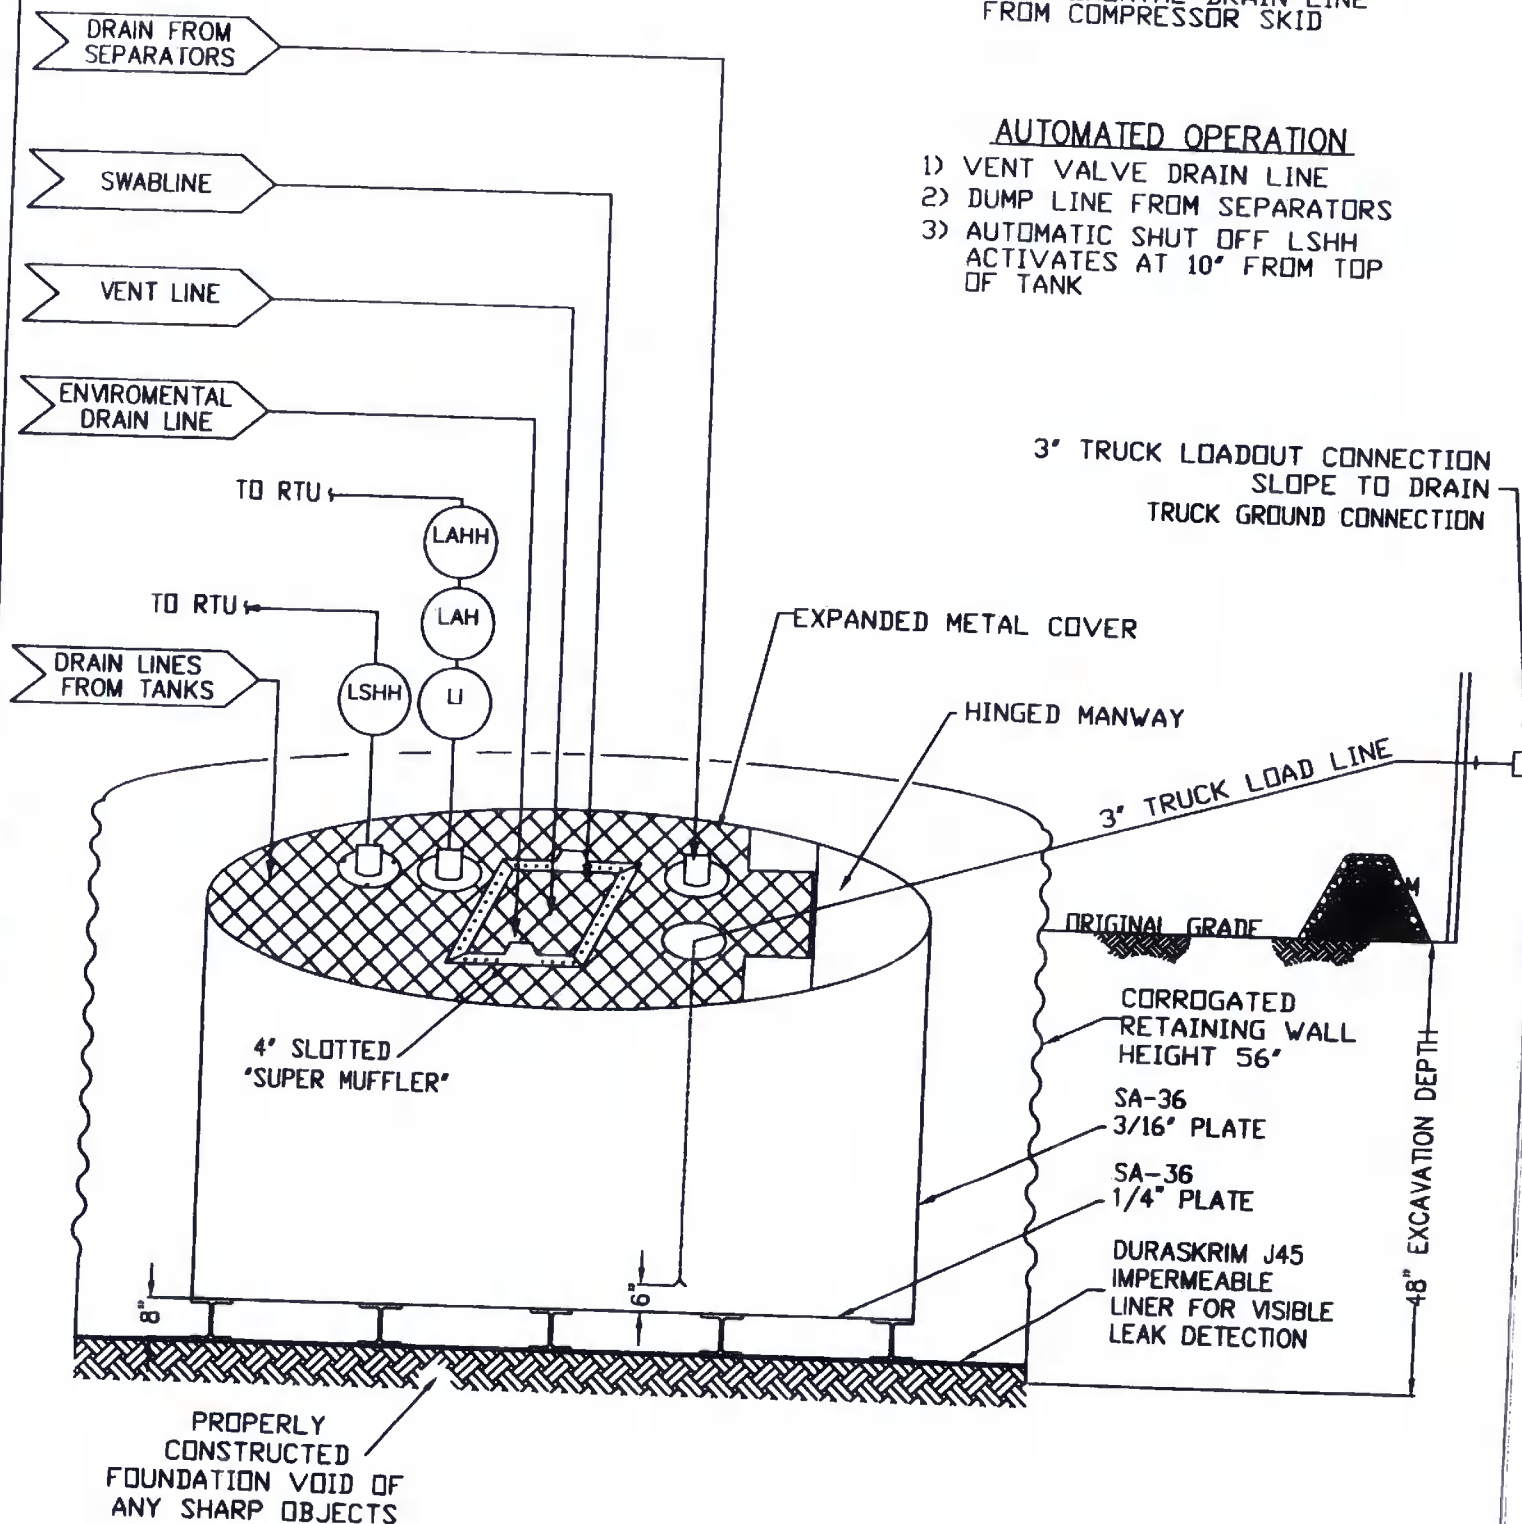 DRAIN FROM
SEPARATORS
SWABLINE
VENT LINE
ENVIROMENTAL
DRAIN LINE
TO RTU
LAHH
LAH
TO RTU
LSHH
LI
DRAIN LINES
FROM TANKS
DRAIN LINE
FROM COMPRESSOR SKID
AUTOMATED OPERATION
1) VENT VALVE DRAIN LINE
2) DUMP LINE FROM SEPARATORS
3) AUTOMATIC SHUT OFF LSHH
ACTIVATES AT 10" FROM TOP
OF TANK
3" TRUCK LOADOUT CONNECTION
SLOPE TO DRAIN
TRUCK GROUND CONNECTION
EXPANDED METAL COVER
HINGED MANWAY
3" TRUCK LOAD LINE
ORIGINAL GRADE
CORROGATED
RETAINING WALL
HEIGHT 56"
SA-36
3/16" PLATE
SA-36
1/4" PLATE
DURASKRIM J45
IMPERMEABLE
LINER FOR VISIBLE
LEAK DETECTION
48" EXCAVATION DEPTH
4" SLOTTED
"SUPER MUFFLER"
8"
6"
PROPERLY
CONSTRUCTED
FOUNDATION VOID OF
ANY SHARP OBJECTS